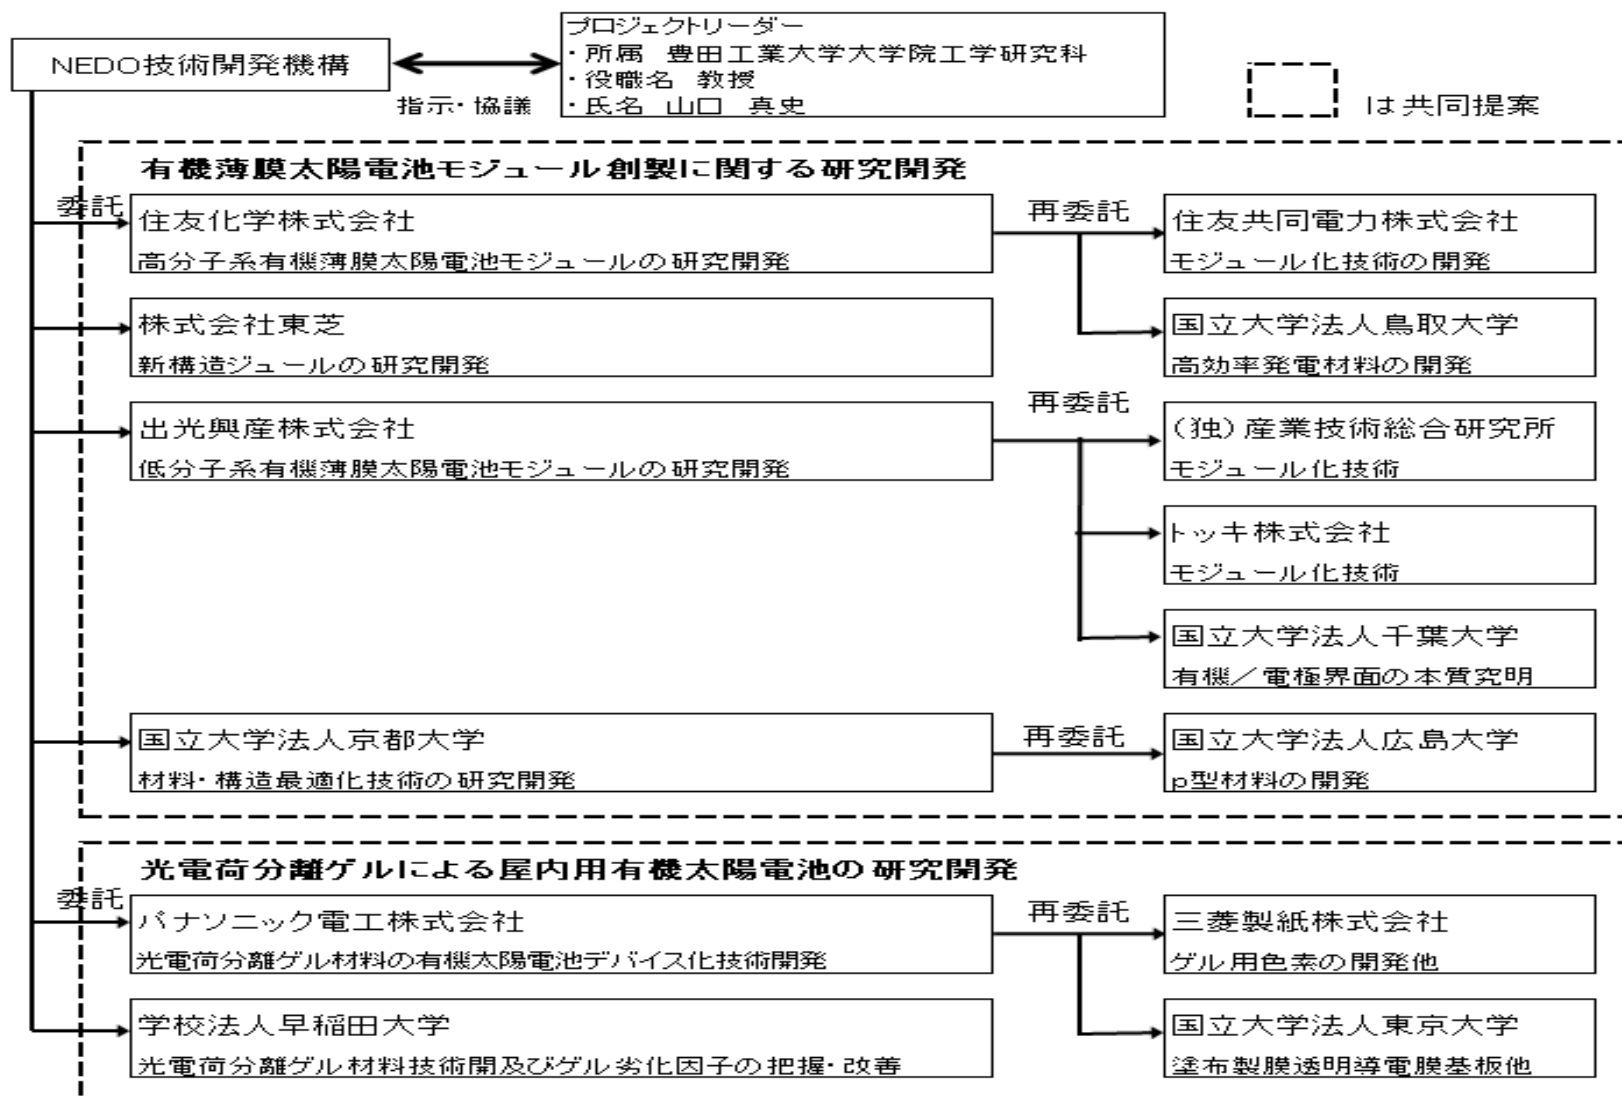 プロジェクトリーダー
・所属 豊田工業大学大学院工学研究科
・役職名 教授
・氏名 山口 真史
NEDO技術開発機構
指示・協議
は共同提案
有機薄膜太陽電池モジュール創製に関する研究開発
委託
住友化学株式会社
高分子系有機薄膜太陽電池モジュールの研究開発
再委託
住友共同電力株式会社
モジュール化技術の開発
株式会社東芝
新構造ジュールの研究開発
国立大学法人鳥取大学
高効率発電材料の開発
出光興産株式会社
低分子系有機薄膜太陽電池モジュールの研究開発
再委託
(独)産業技術総合研究所
モジュール化技術
トッキ株式会社
モジュール化技術
国立大学法人千葉大学
有機／電極界面の本質究明
国立大学法人京都大学
材料・構造最適化技術の研究開発
再委託
国立大学法人広島大学
p型材料の開発
光電荷分離ゲルによる屋内用有機太陽電池の研究開発
委託
パナソニック電工株式会社
光電荷分離ゲル材料の有機太陽電池デバイス化技術開発
再委託
三菱製紙株式会社
ゲル用色素の開発他
学校法人早稲田大学
光電荷分離ゲル材料技術開及びゲル劣化因子の把握・改善
国立大学法人東京大学
塗布製膜透明導電膜基板他